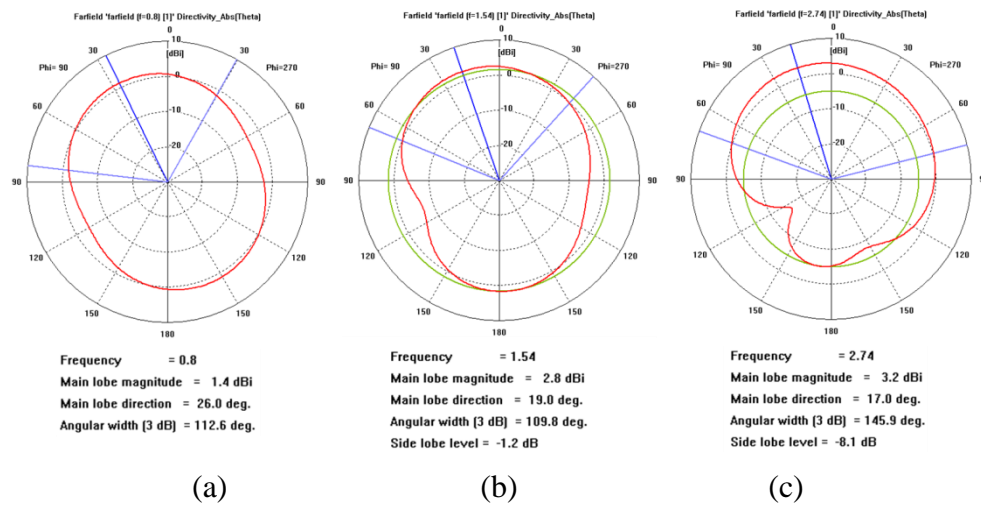 Farfield 'farfield (f=0.8) [1]' Directivity_Abs(Theta)
0
10
[dBi]
30
30
Phi= 90
Phi=270
0
60
60
-10
-20
90
90
120
120
150
150
180
Frequency = 0.8
Main lobe magnitude = 1.4 dBi
Main lobe direction = 26.0 deg.
Angular width (3 dB) = 112.6 deg.
(a)
Farfield 'farfield (f=1.54) [1]' Directivity_Abs(Theta)
0
10
[dBi]
30
30
Phi= 90
Phi=270
0
60
60
-10
-20
90
90
120
120
150
150
180
Frequency = 1.54
Main lobe magnitude = 2.8 dBi
Main lobe direction = 19.0 deg.
Angular width (3 dB) = 109.8 deg.
Side lobe level = -1.2 dB
(b)
Farfield 'farfield (f=2.74) [1]' Directivity_Abs(Theta)
0
10
[dBi]
30
30
Phi= 90
Phi=270
0
60
60
-10
-20
90
9
120
120
150
150
180
Frequency = 2.74
Main lobe magnitude = 3.2 dBi
Main lobe direction = 17.0 deg.
Angular width (3 dB) = 145.9 deg.
Side lobe level = -8.1 dB
(c)